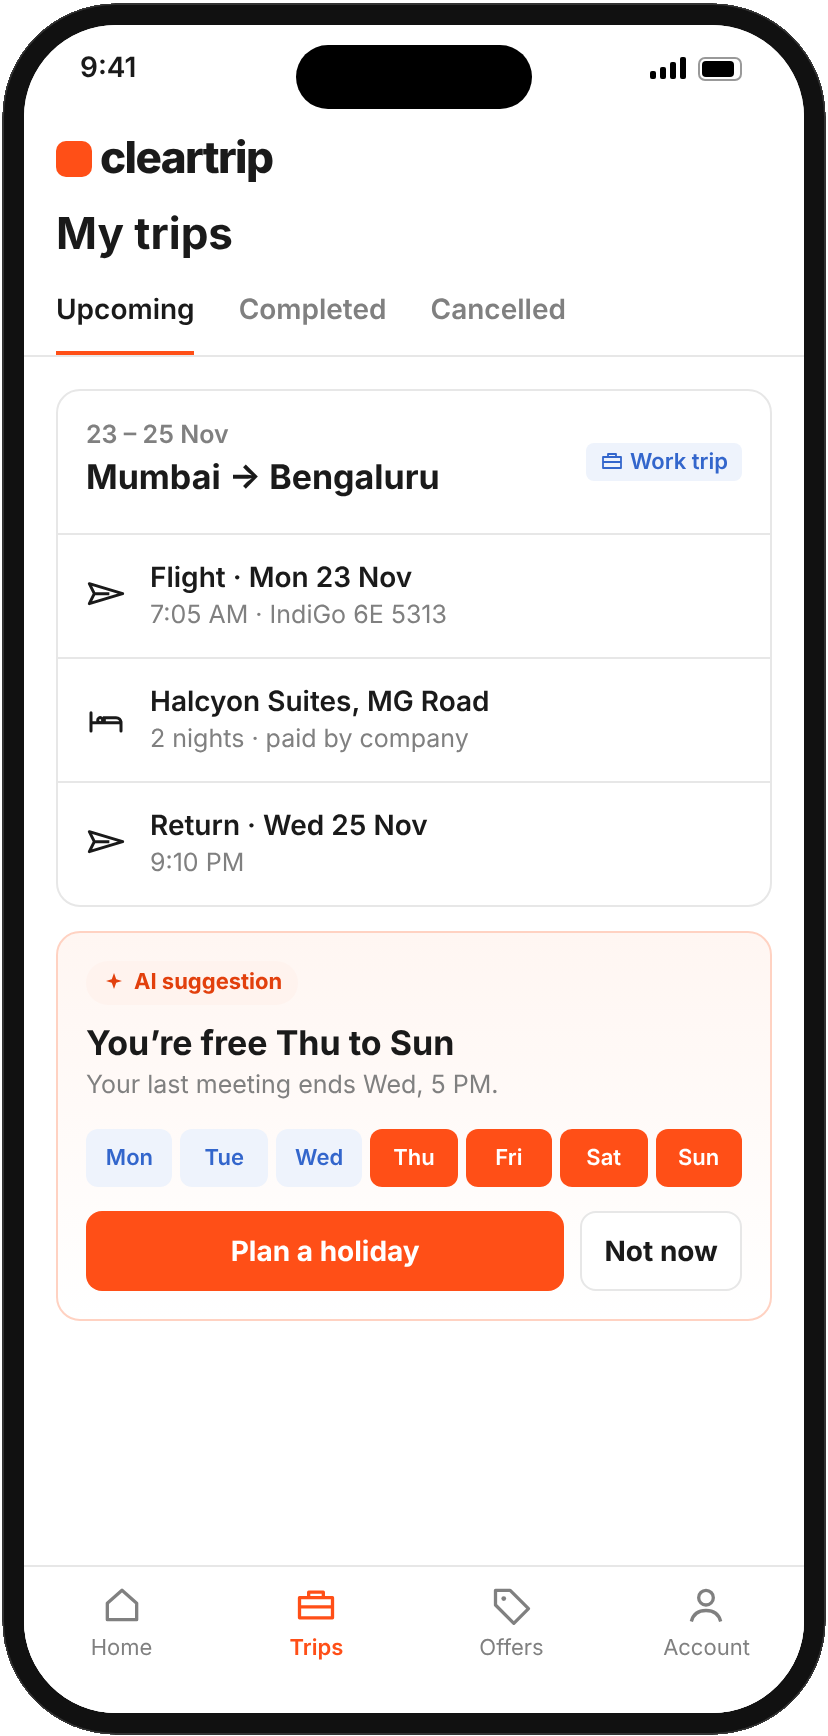 9:41
cleartrip
My trips
Upcoming Completed Cancelled
23 – 25 Nov
Mumbai → Bengaluru
Work trip
Flight · Mon 23 Nov
7:05 AM · IndiGo 6E 5313
Halcyon Suites, MG Road
2 nights · paid by company
Return · Wed 25 Nov
9:10 PM
AI suggestion
You’re free Thu to Sun
Your last meeting ends Wed, 5 PM.
Mon Tue Wed Thu Fri Sat Sun
Plan a holiday Not now
Home Trips Offers Account